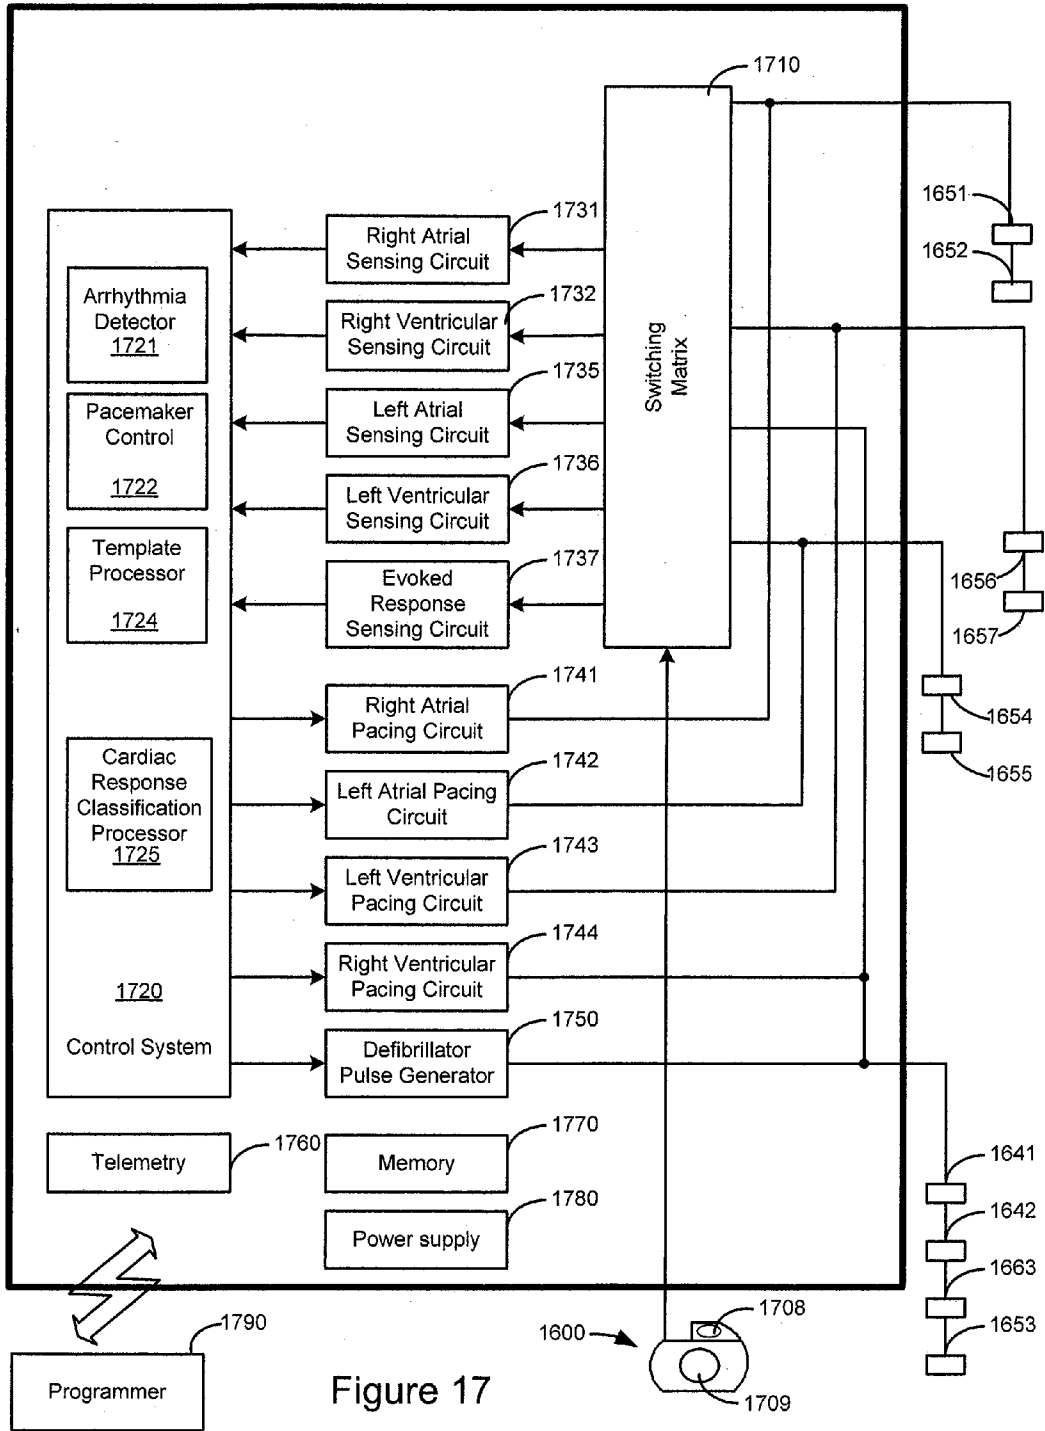 1710
1651
1652
1731
Right Atrial
Sensing Circuit
Arrhythmia
Detector
1721
1732
Right Ventricular
Sensing Circuit
Switching
Matrix
1735
Left Atrial
Sensing Circuit
Pacemaker
Control
1722
1736
Left Ventricular
Sensing Circuit
Template
Processor
1724
1737
Evoked
Response
Sensing Circuit
1656
1657
1741
Right Atrial
Pacing Circuit
1654
1655
Cardiac
Response
Classification
Processor
1725
1742
Left Atrial Pacing
Circuit
1743
Left Ventricular
Pacing Circuit
1744
Right Ventricular
Pacing Circuit
1720
Control System
1750
Defibrillator
Pulse Generator
Telemetry
1760
1770
Memory
1780
Power supply
1641
1642
1663
1653
1790
Programmer
Figure 17
1600
1708
1709